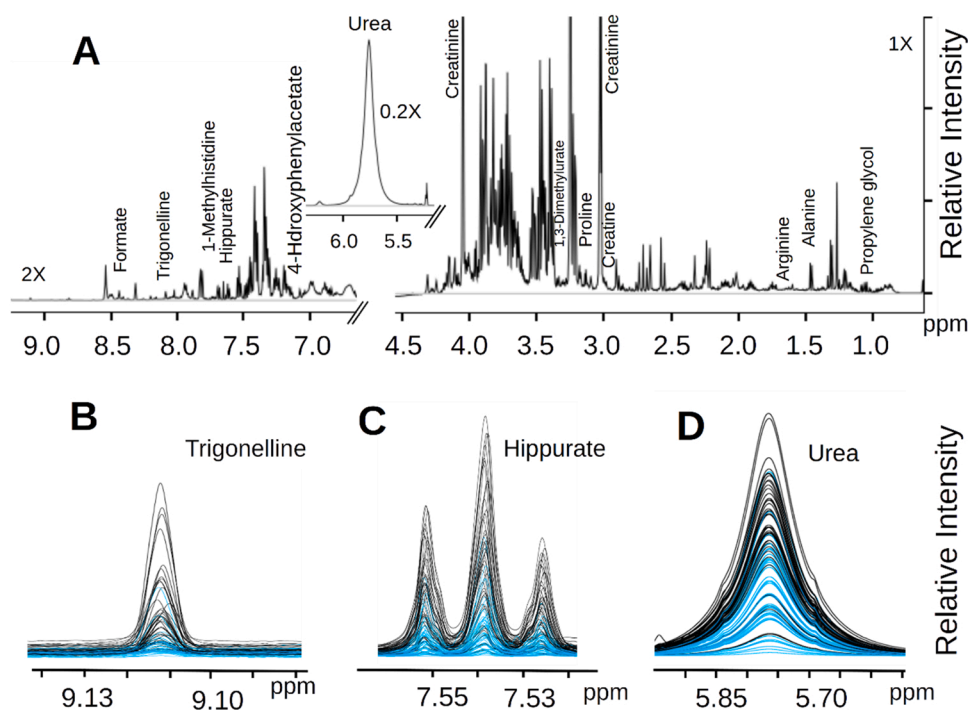 A
Urea
0.2X
6.0 5.5
2X
Formate
Trigonelline
1-Methylhistidine
Hippurate
4-Hdroxyphenylacetate
Creatinine
1,3-Dimethylurate
Proline
Creatine
Creatinine
Arginine
Alanine
Propylene glycol
1X
Relative Intensity
ppm
9.0 8.5 8.0 7.5 7.0 4.5 4.0 3.5 3.0 2.5 2.0 1.5 1.0
B
Trigonelline
9.13 9.10 ppm
C
Hippurate
7.55 7.53 ppm
D
Urea
5.85 5.70 ppm
Relative Intensity